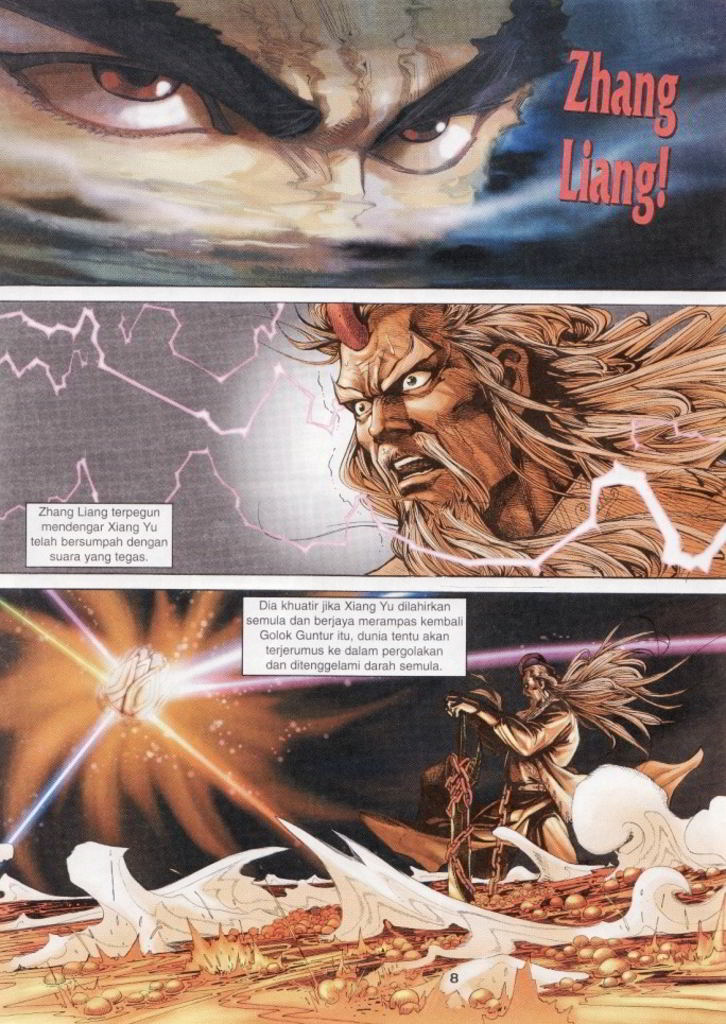 Zhang
Liang!
Zhang Liang terpegun
mendengar Xiang Yu
telah bersumpah dengan
suara yang tegas.
Dia khuatir jika Xiang Yu dilahirkan
semula dan berjaya merampas kembali
Golok Guntur itu, dunia tentu akan
terjerumus ke dalam pergolakan
dan ditenggelami darah semula.
8